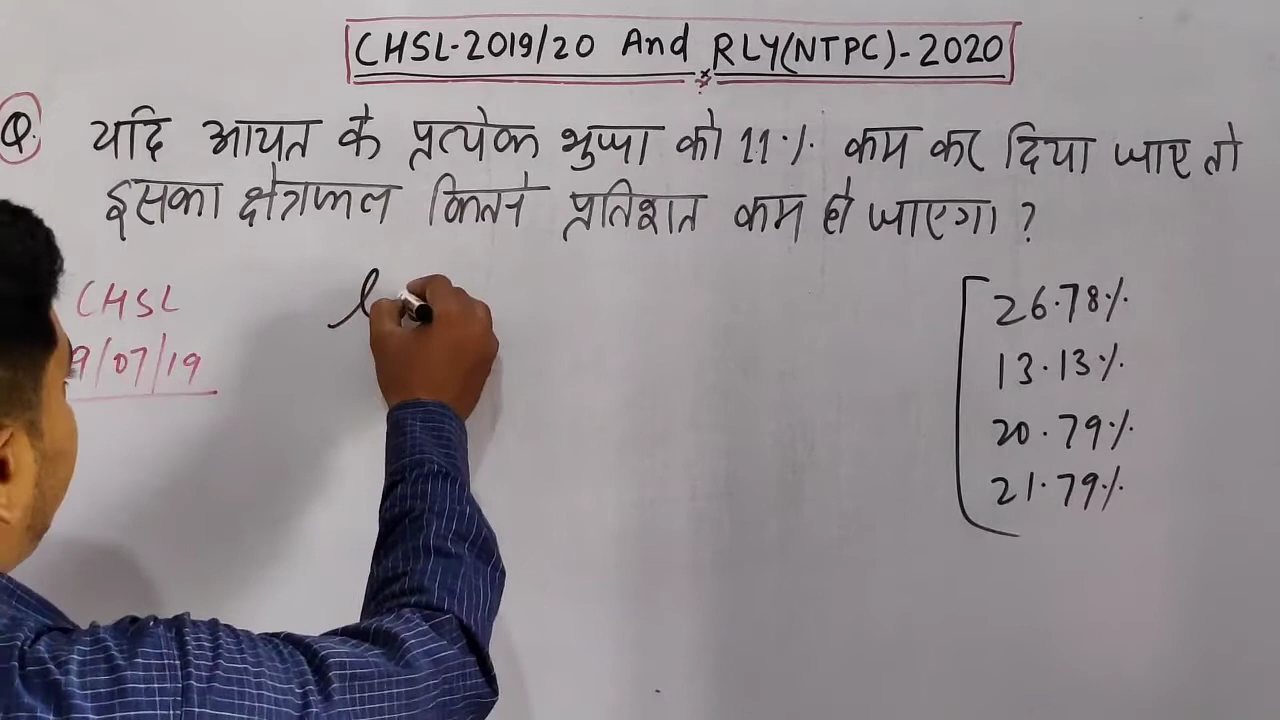 CHSL-2019/20 And RLY(NTPC)-2020
Q. यदि आयत के प्रत्येक भुजा को 11% कम कर दिया जाए तो
इसका क्षेत्रफल कितने प्रतिशत कम हो जाएगा ?
CHSL
9/07/19
l
26.78%
13.13%
20.79%
21.79%